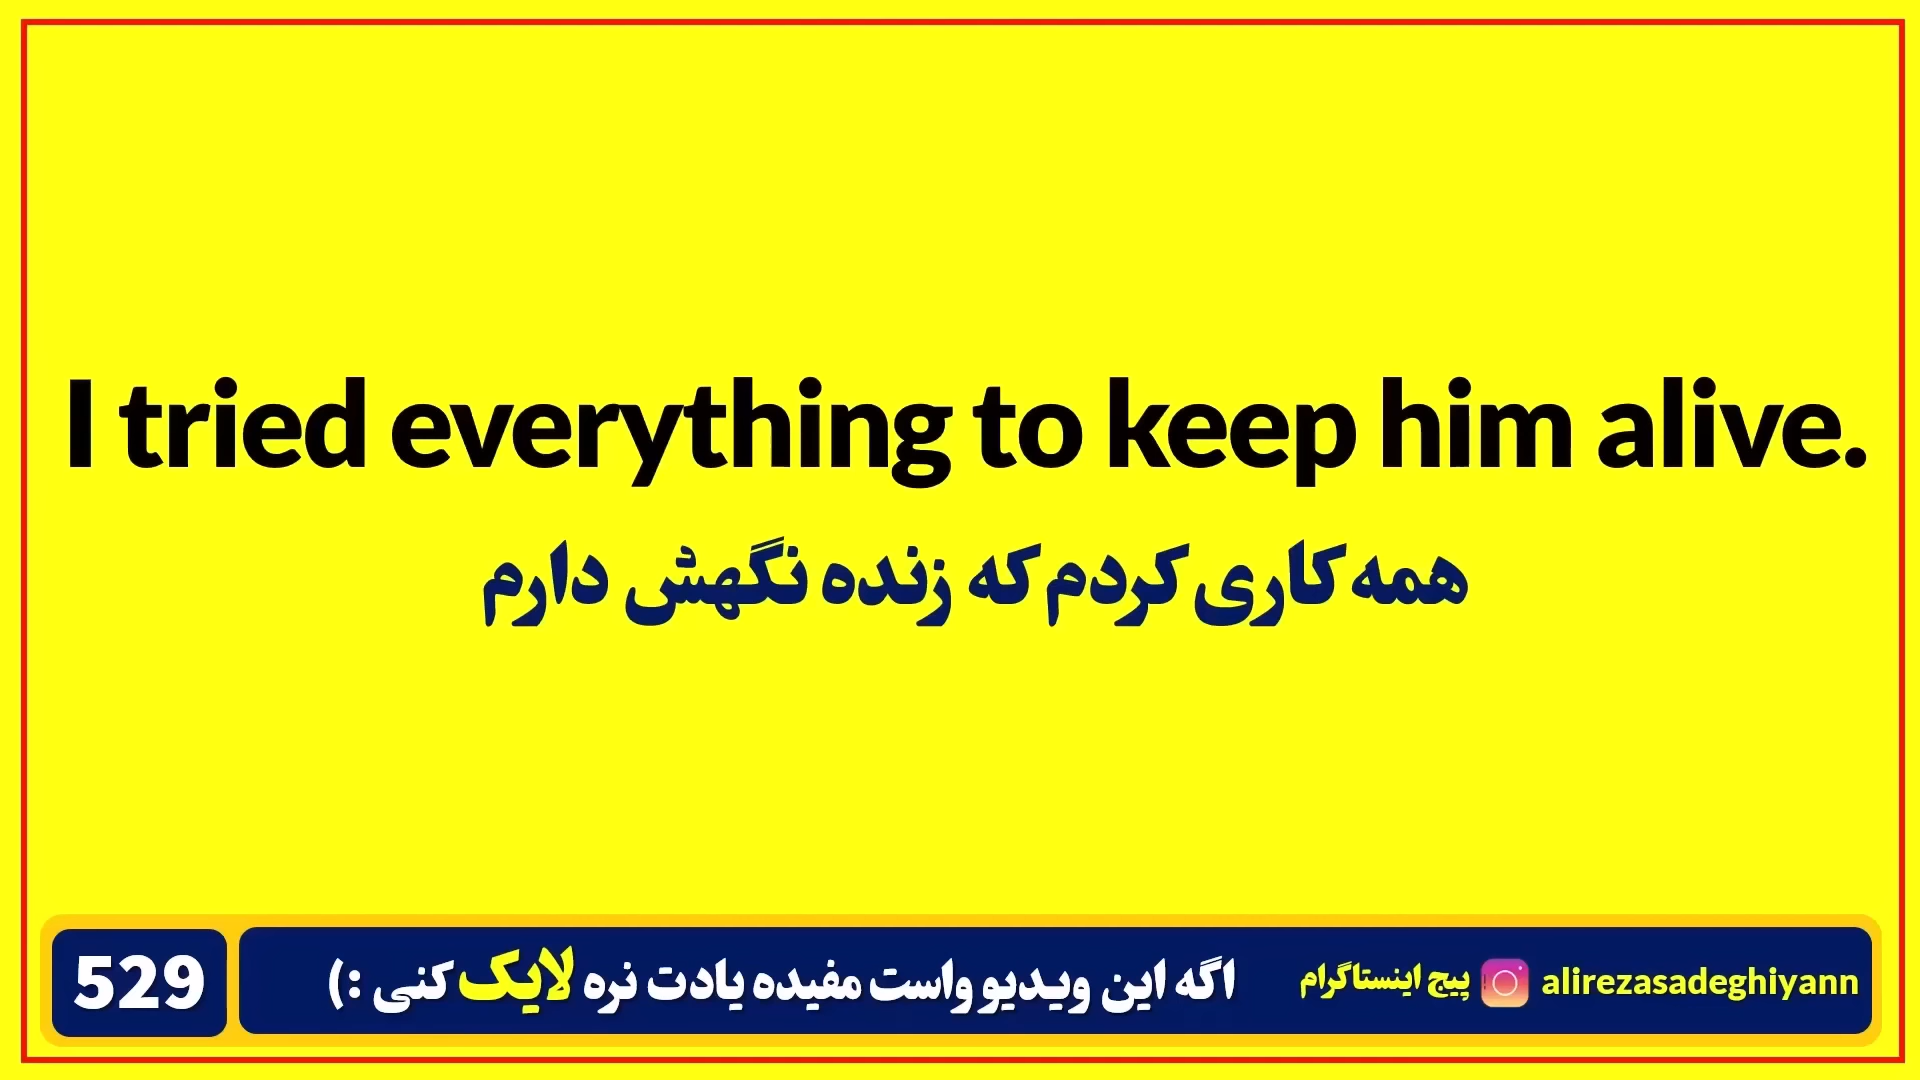 I tried everything to keep him alive.
همه کاری کردم که زنده نگهش دارم
529
اگه این ویدیو واست مفیده یادت نره لایک کنی :)
پیج اینستاگرام
alirezasadeghiyann